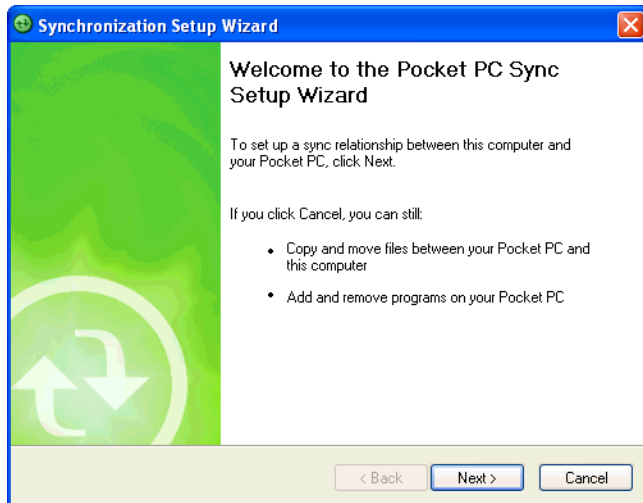 Synchronization Setup Wizard
Welcome to the Pocket PC Sync
Setup Wizard
To set up a sync relationship between this computer and
your Pocket PC, click Next.
If you click Cancel, you can still:
• Copy and move files between your Pocket PC and
this computer
• Add and remove programs on your Pocket PC
< Back
Next >
Cancel